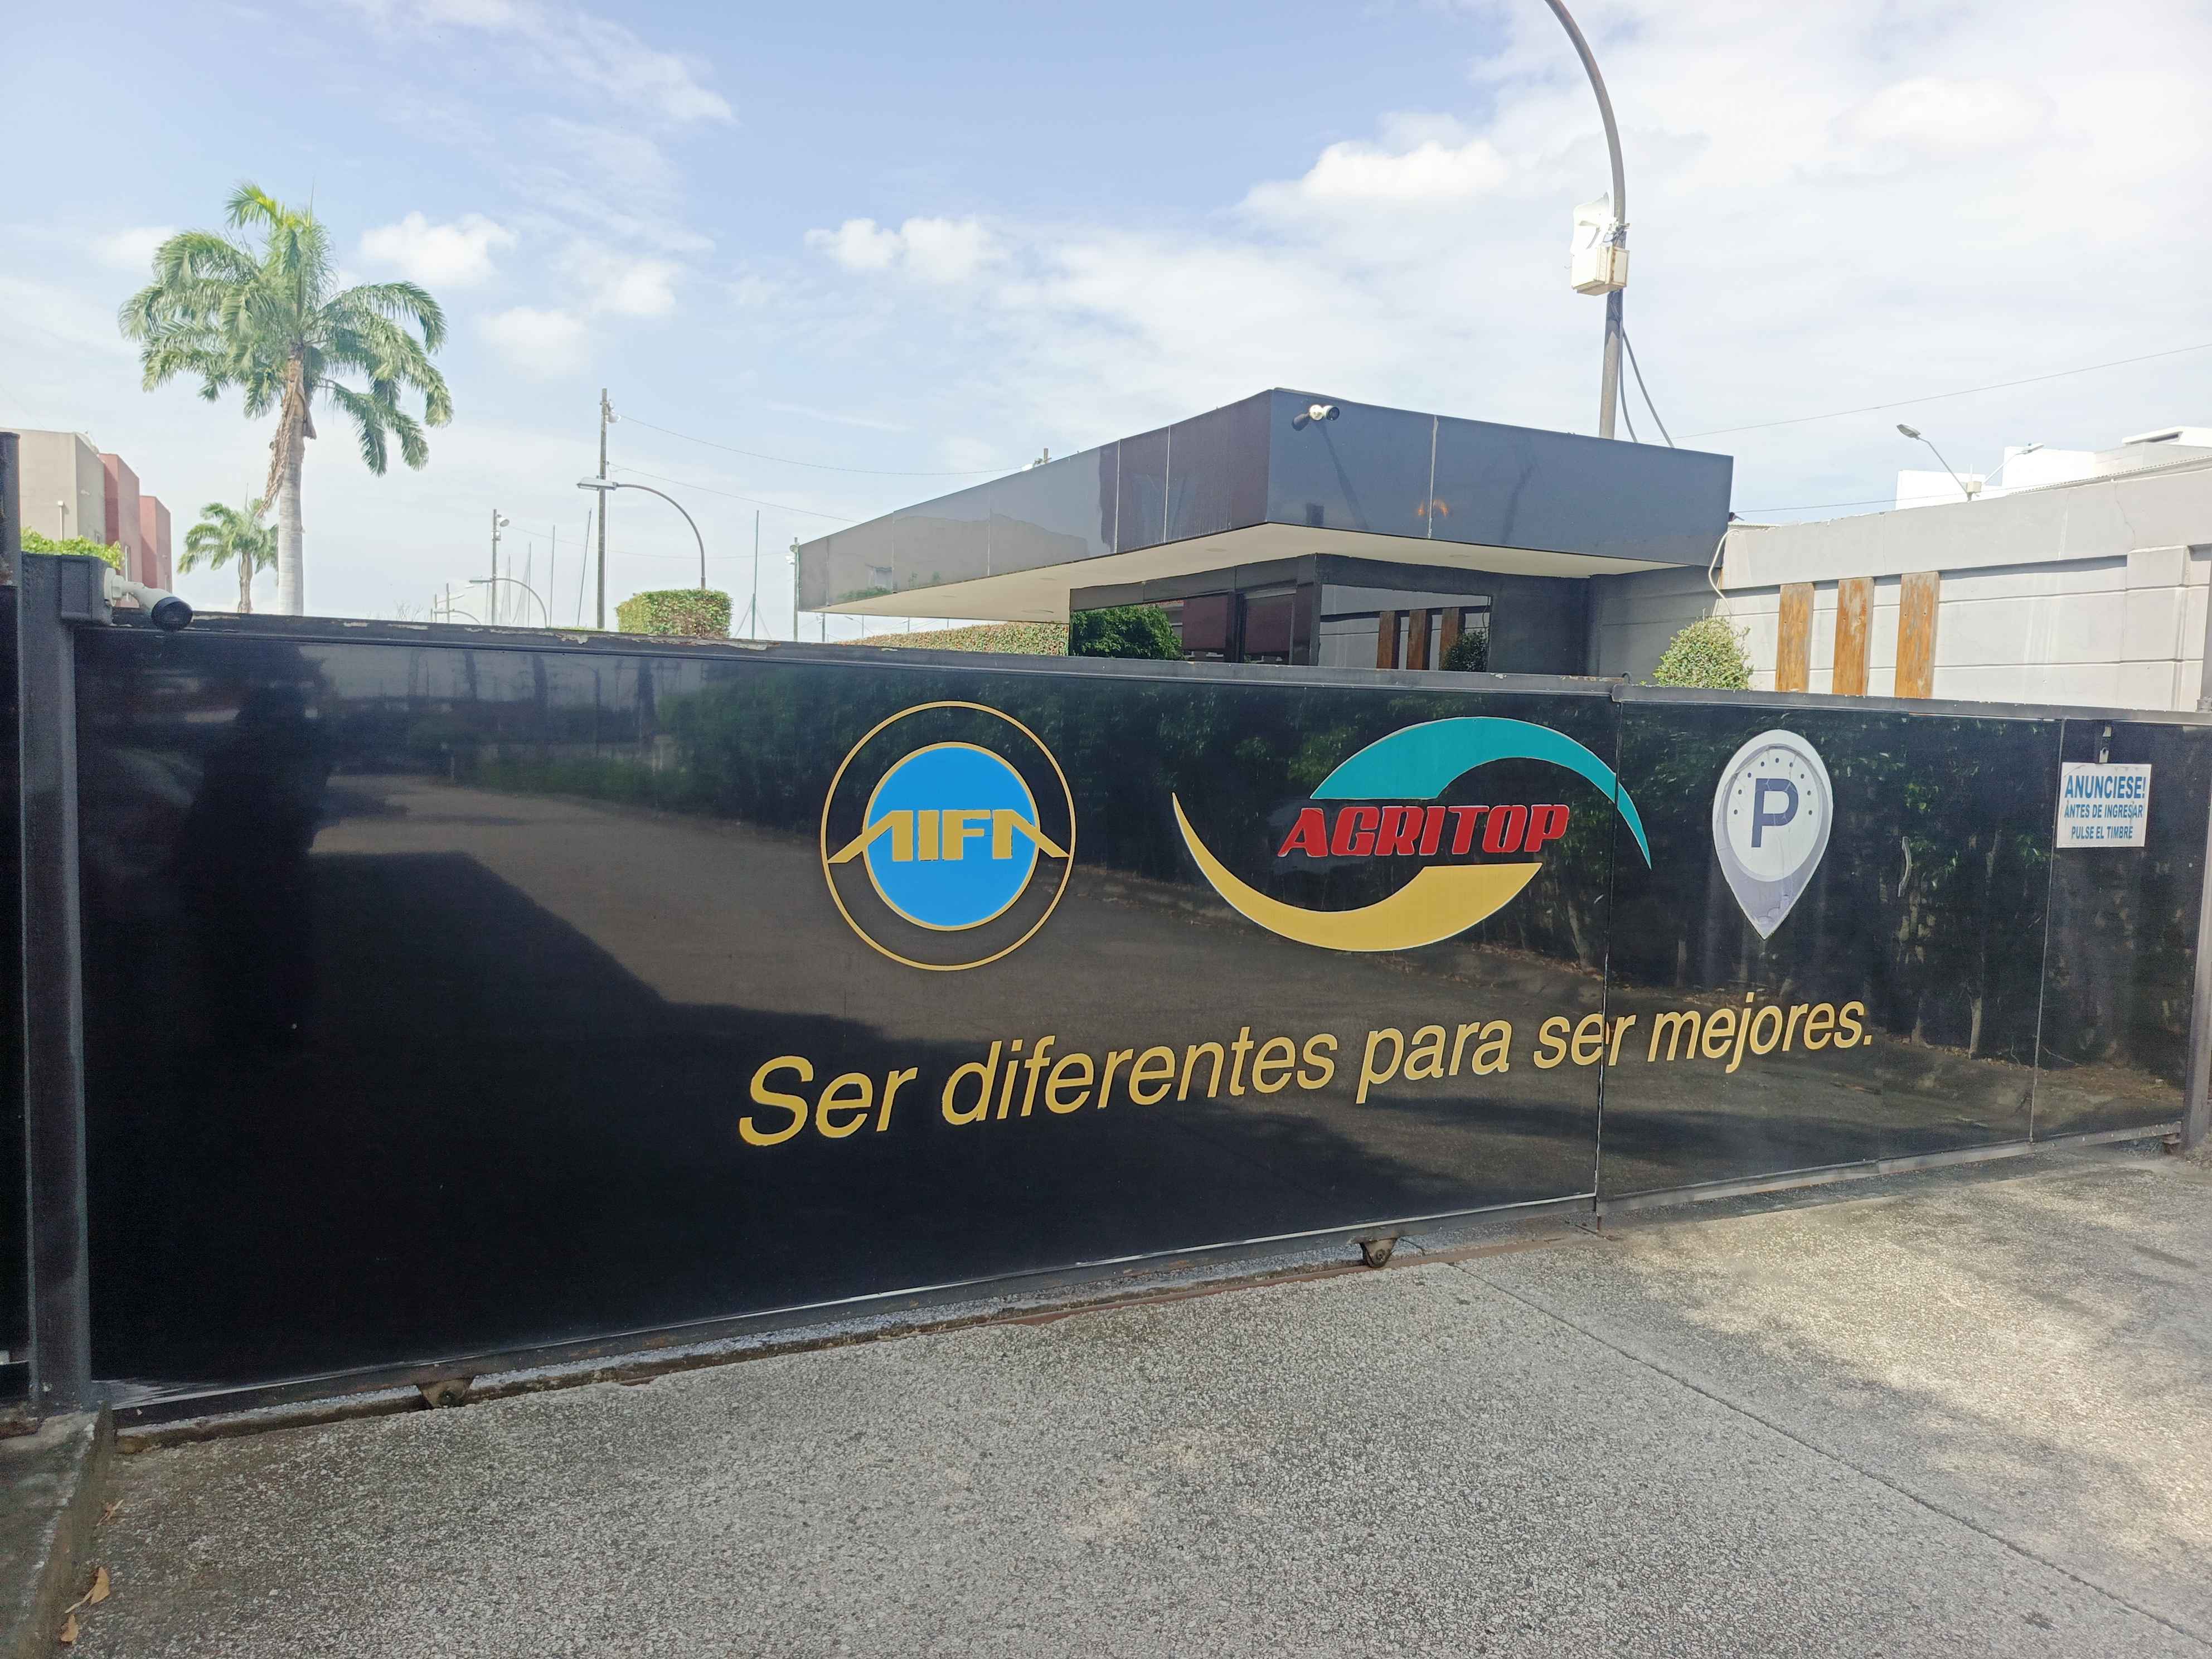 AIFA
AGRITOP
P
Ser diferentes para ser mejores.
ANUNCIESE!
ANTES DE INGRESAR
PULSE EL TIMBRE